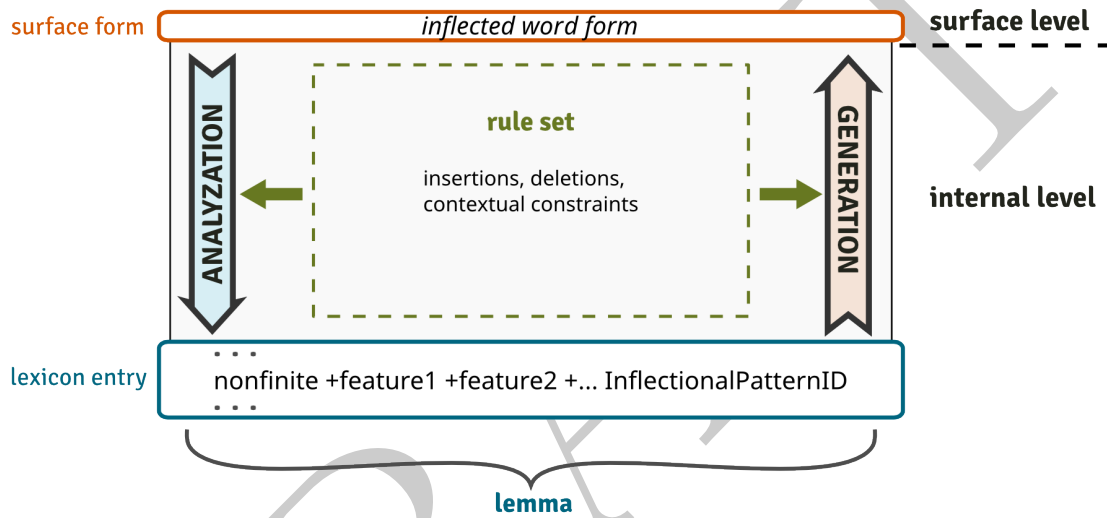 surface form
inflected word form
surface level
ANALYZATION
rule set
insertions, deletions,
contextual constraints
GENERATION
internal level
lexicon entry
. . .
nonfinite +feature1 +feature2 +... InflectionalPatternID
. . .
lemma